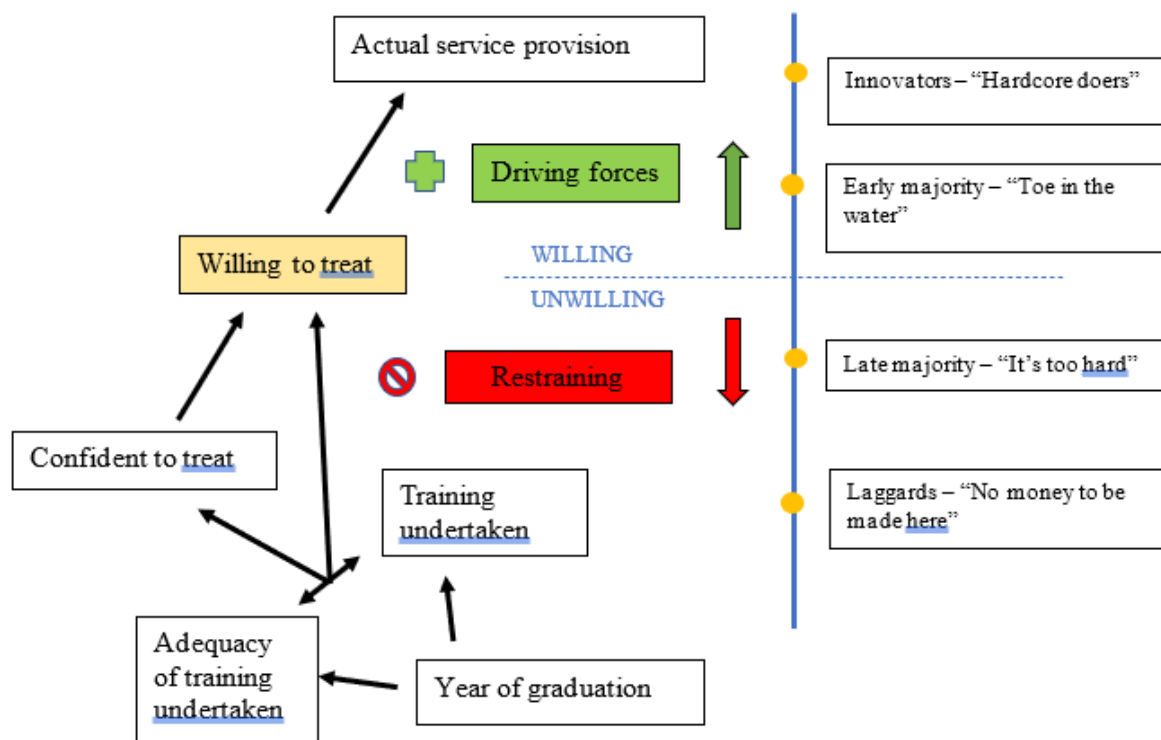 Actual service provision
Innovators – “Hardcore doers”
Driving forces
Early majority – “Toe in the
water”
Willing to treat
WILLING
UNWILLING
Restraining
Late majority – “It’s too hard”
Confident to treat
Training
undertaken
Laggards – “No money to be
made here”
Adequacy
of training
undertaken
Year of graduation